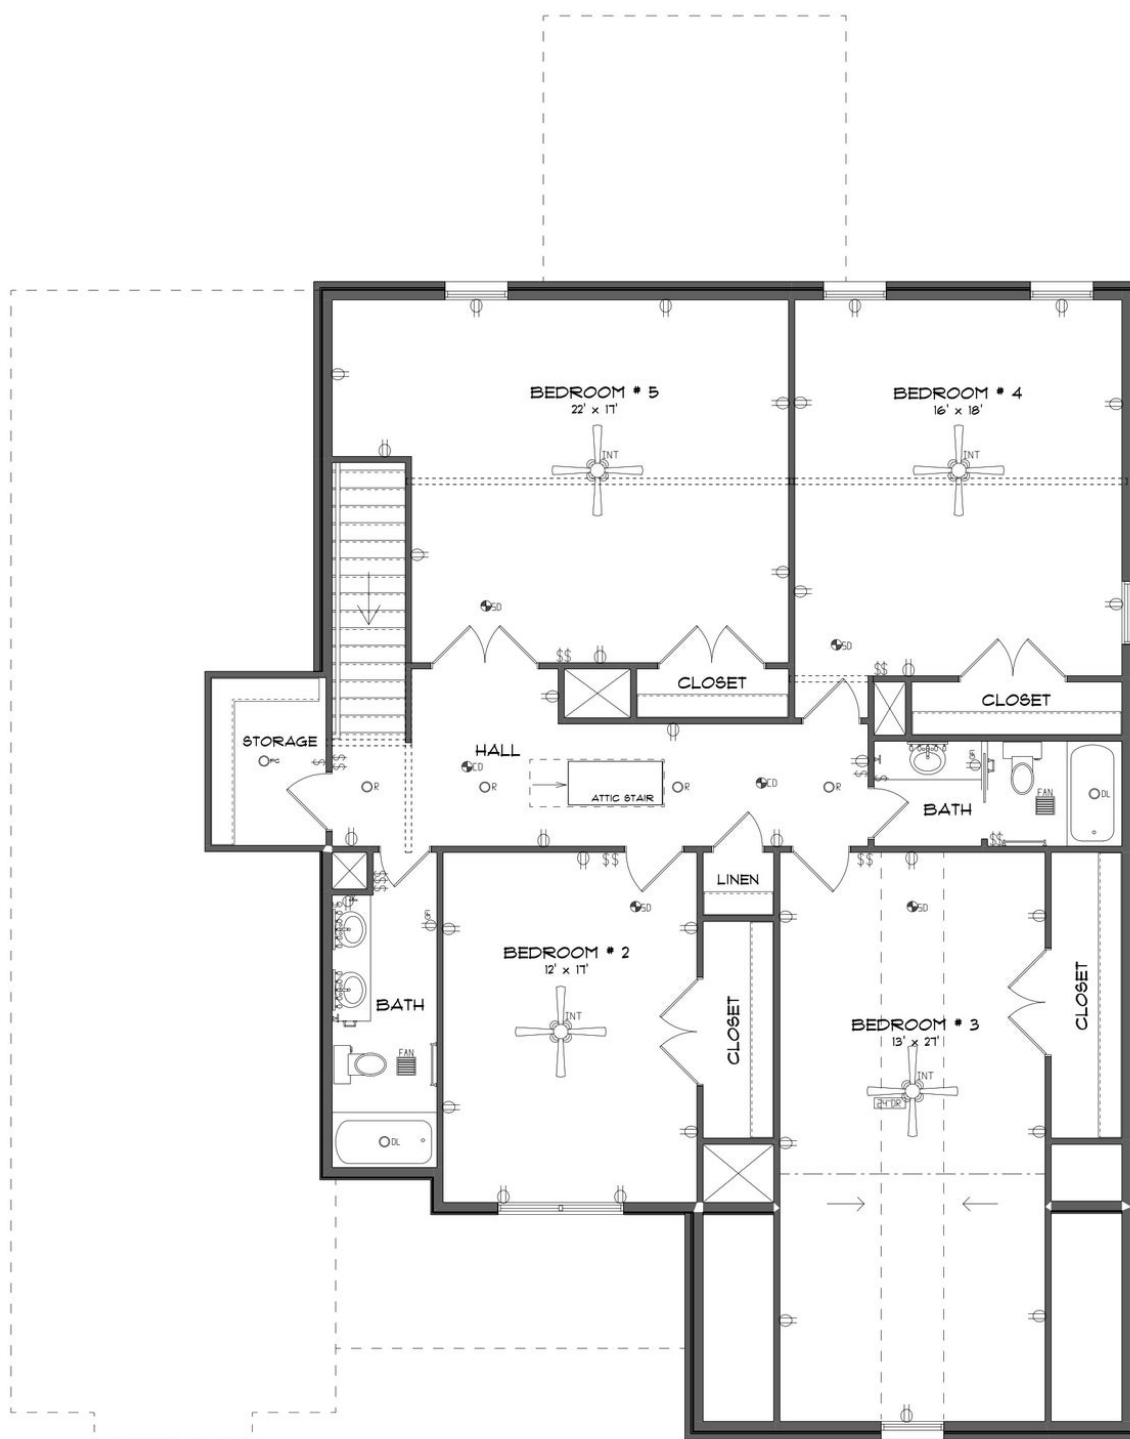 BEDROOM # 5
22' x 17'
INT
BEDROOM # 4
16' x 18'
INT
SD
SD
$$
$$
CLOSET
CLOSET
STORAGE
PC
$
$$
HALL
CD
R
R
ATTIC STAIR
R
CD
R
$
$
BATH
GFI
FAN
DL
$$
$$
$$
$$$
LINEN
SD
SD
GFI
BEDROOM # 2
12' x 17'
INT
BATH
FAN
DL
CLOSET
BEDROOM # 3
13' x 27'
INT
CLOSET